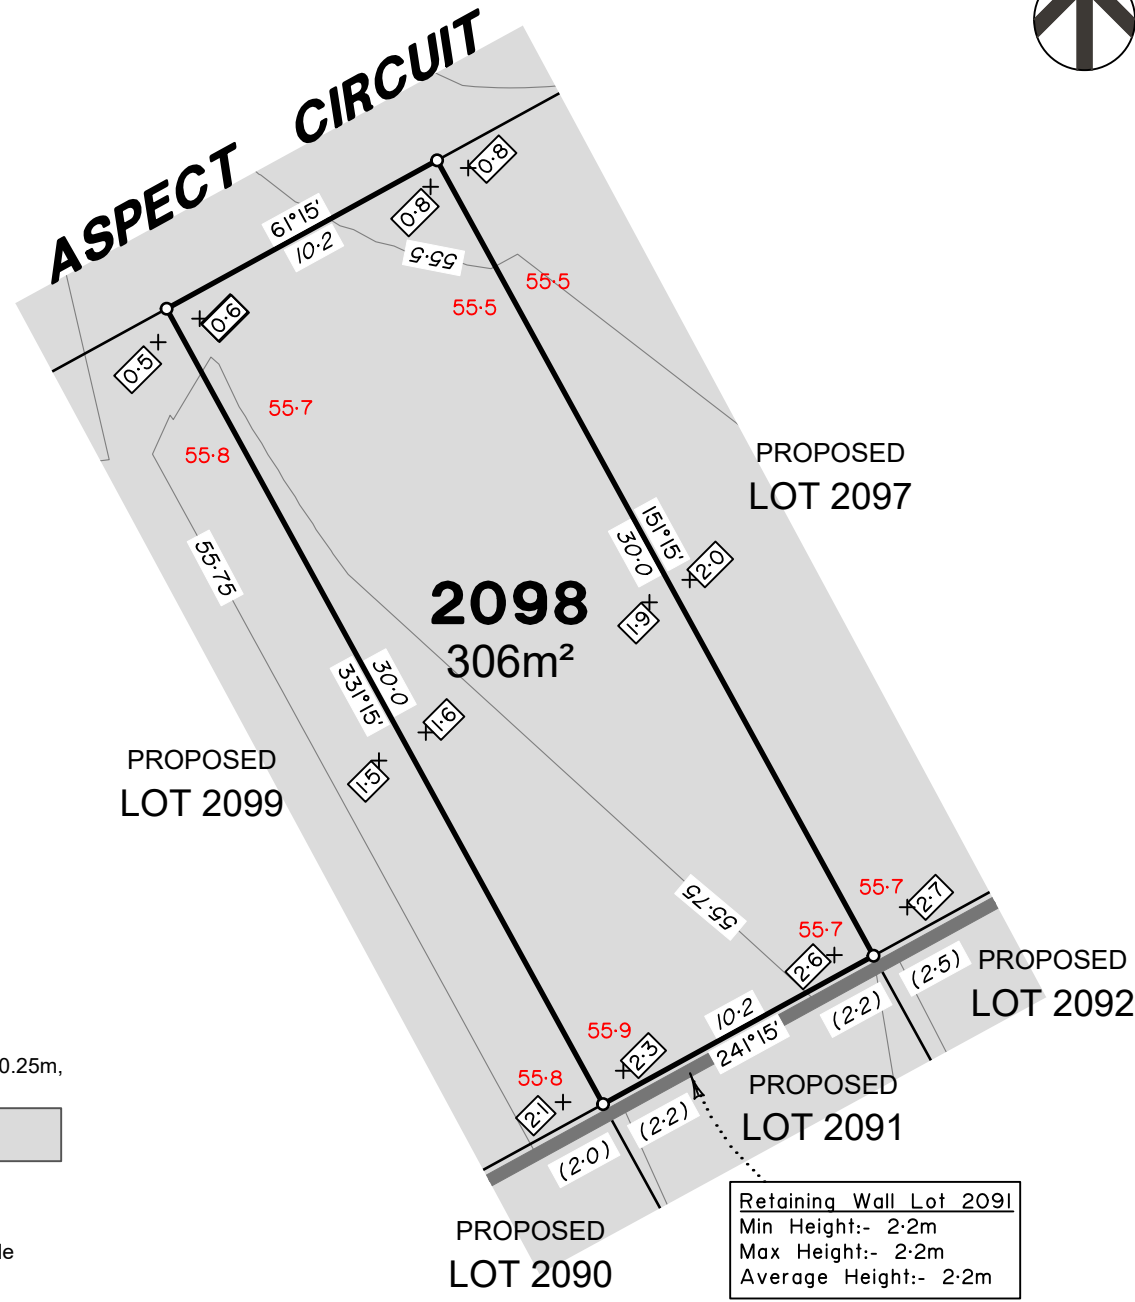 ASPECT CIRCUIT
0·8
61°15'
0·8
10·2
55·5
55·5
55·5
0·6
0·5
55·7
55·8
PROPOSED
LOT 2097
151°15'
30·0
2·0
1·9
55·75
2098
306m²
30·0
331°15'
1·6
1·5
PROPOSED
LOT 2099
55·75
55·7
2·7
55·7
2·6
(2·5)
PROPOSED
LOT 2092
(2·2)
10·2
241°15'
55·9
2·3
55·8
2·1
0.25m,
PROPOSED
LOT 2091
(2·2)
(2·0)
PROPOSED
LOT 2090
Retaining Wall Lot 2091
Min Height:- 2·2m
Max Height:- 2·2m
Average Height:- 2·2m